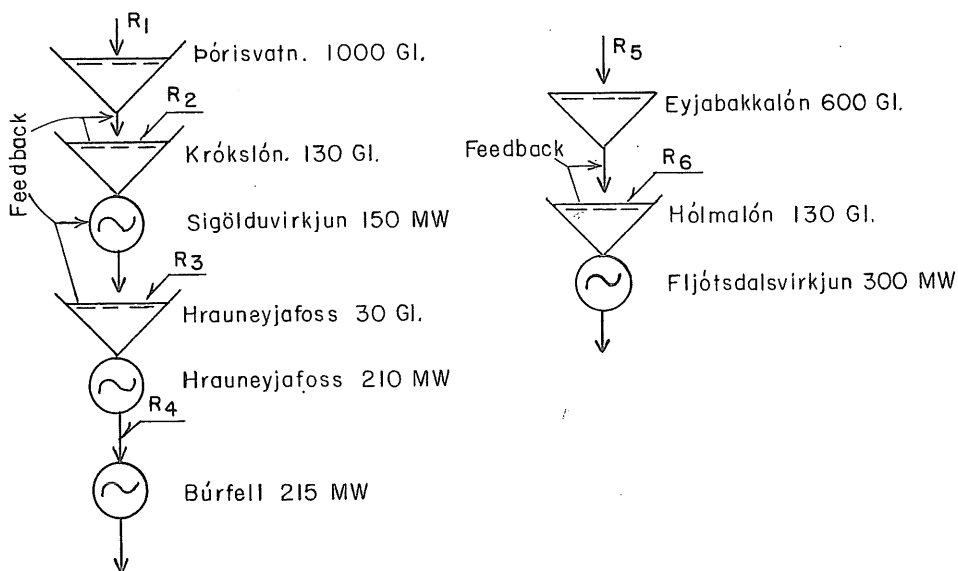 R1
Þórisvatn. 1000 Gl.
R2
Feedback
Krókslón. 130 Gl.
Sigölduvirkjun 150 MW
R3
Hrauneyjafoss 30 Gl.
Hrauneyjafoss 210 MW
R4
Búrfell 215 MW
R5
Eyjabakkalón 600 Gl.
Feedback
R6
Hólmalón 130 Gl.
Fljótsdalsvirkjun 300 MW